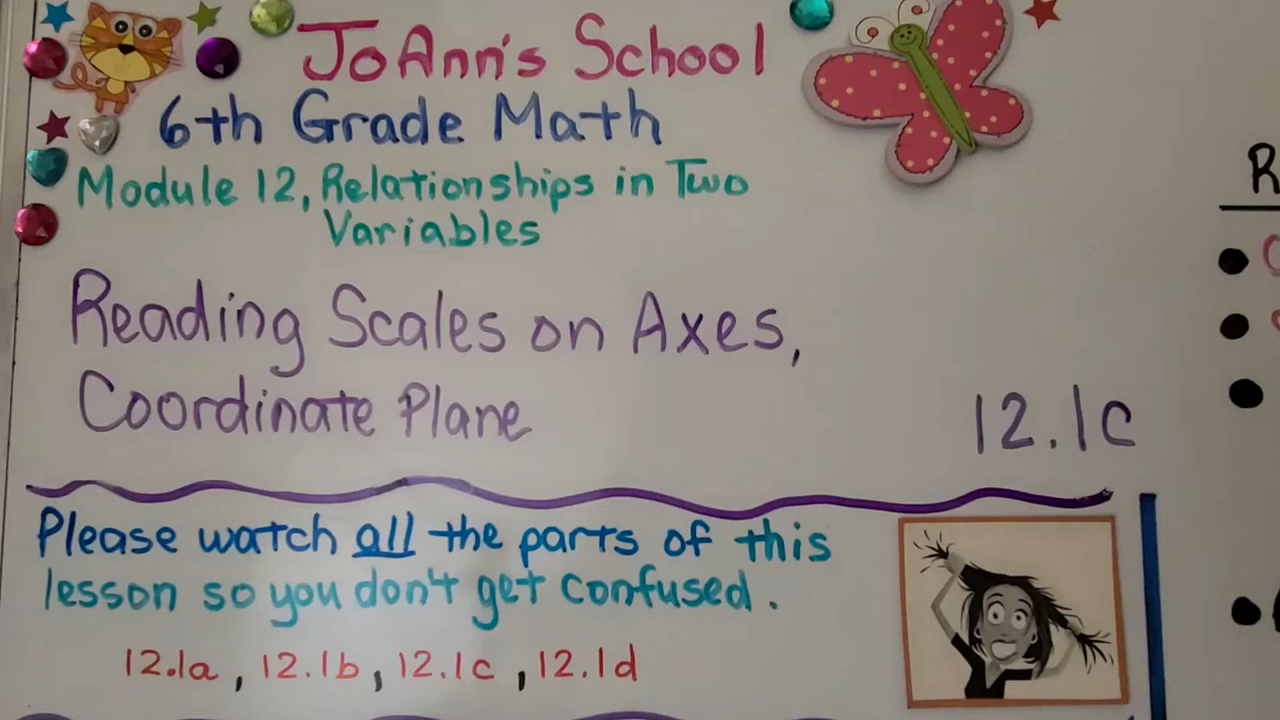 JoAnn's School
6th Grade Math
Module 12, Relationships in Two
Variables
Reading Scales on Axes,
Coordinate Plane
12.1c
Please watch all the parts of this
lesson so you don't get confused.
12.1a, 12.1b, 12.1c, 12.1d